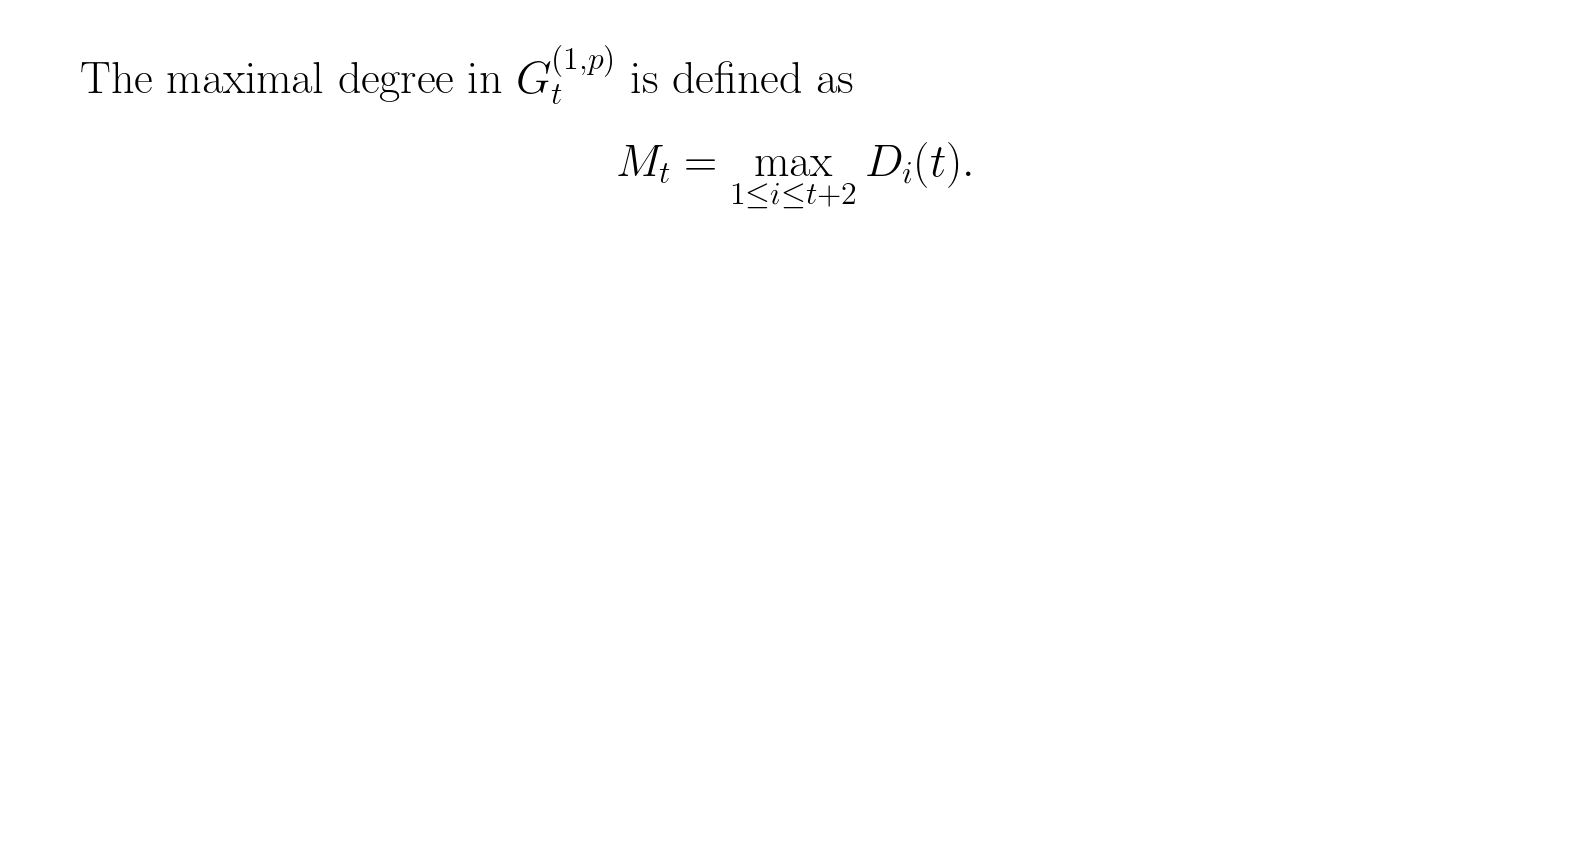 The maximal degree in $G_t^{(1,p)}$ is defined as
$$M_t = \max_{1 \leq i \leq t+2} D_i(t).$$